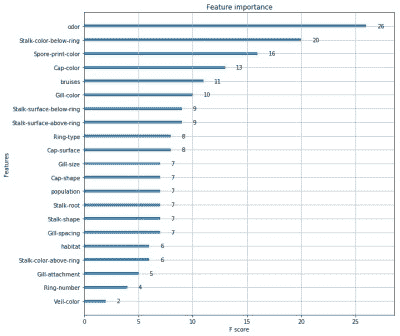 Feature importance
odor 26
Stalk-color-below-ring 20
Spore-print-color 16
Cap-color 13
bruises 11
Gill-color 10
Stalk-surface-below-ring 9
Stalk-surface-above-ring 9
Ring-type 8
Cap-surface 8
Gill-size 7
Cap-shape 7
population 7
Stalk-root 7
Stalk-shape 7
Gill-spacing 7
habitat 6
Stalk-color-above-ring 6
Gill-attachment 5
Ring-number 4
Veil-color 2
Features
0 5 10 15 20 25
F score